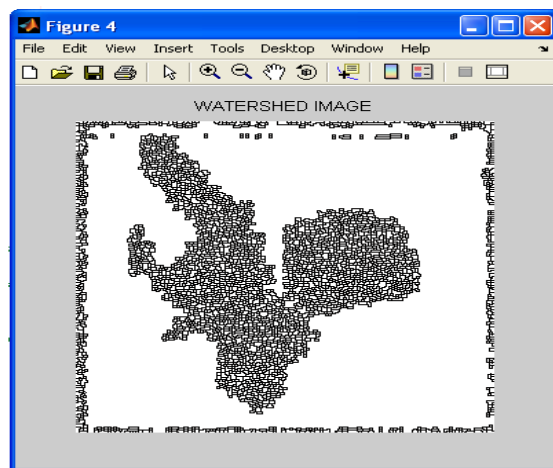 Figure 4
File Edit View Insert Tools Desktop Window Help
WATERSHED IMAGE